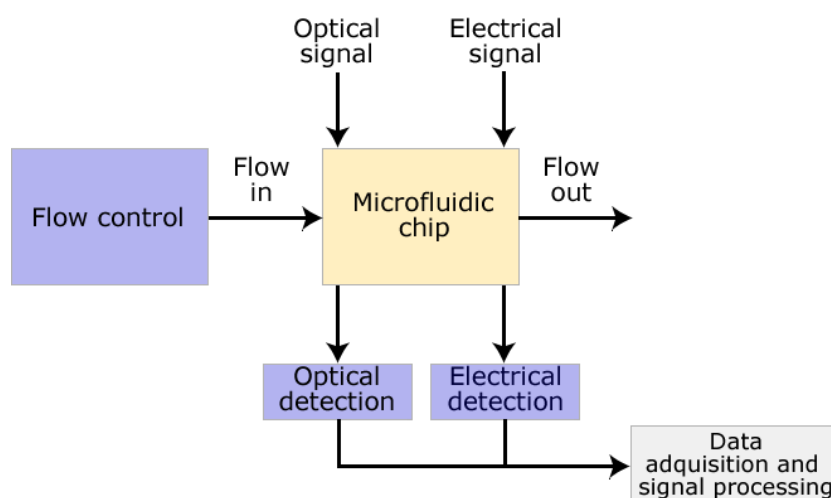 Optical
signal
Electrical
signal
Flow control
Flow
in
Microfluidic
chip
Flow
out
Optical
detection
Electrical
detection
Data
adquisition and
signal processing